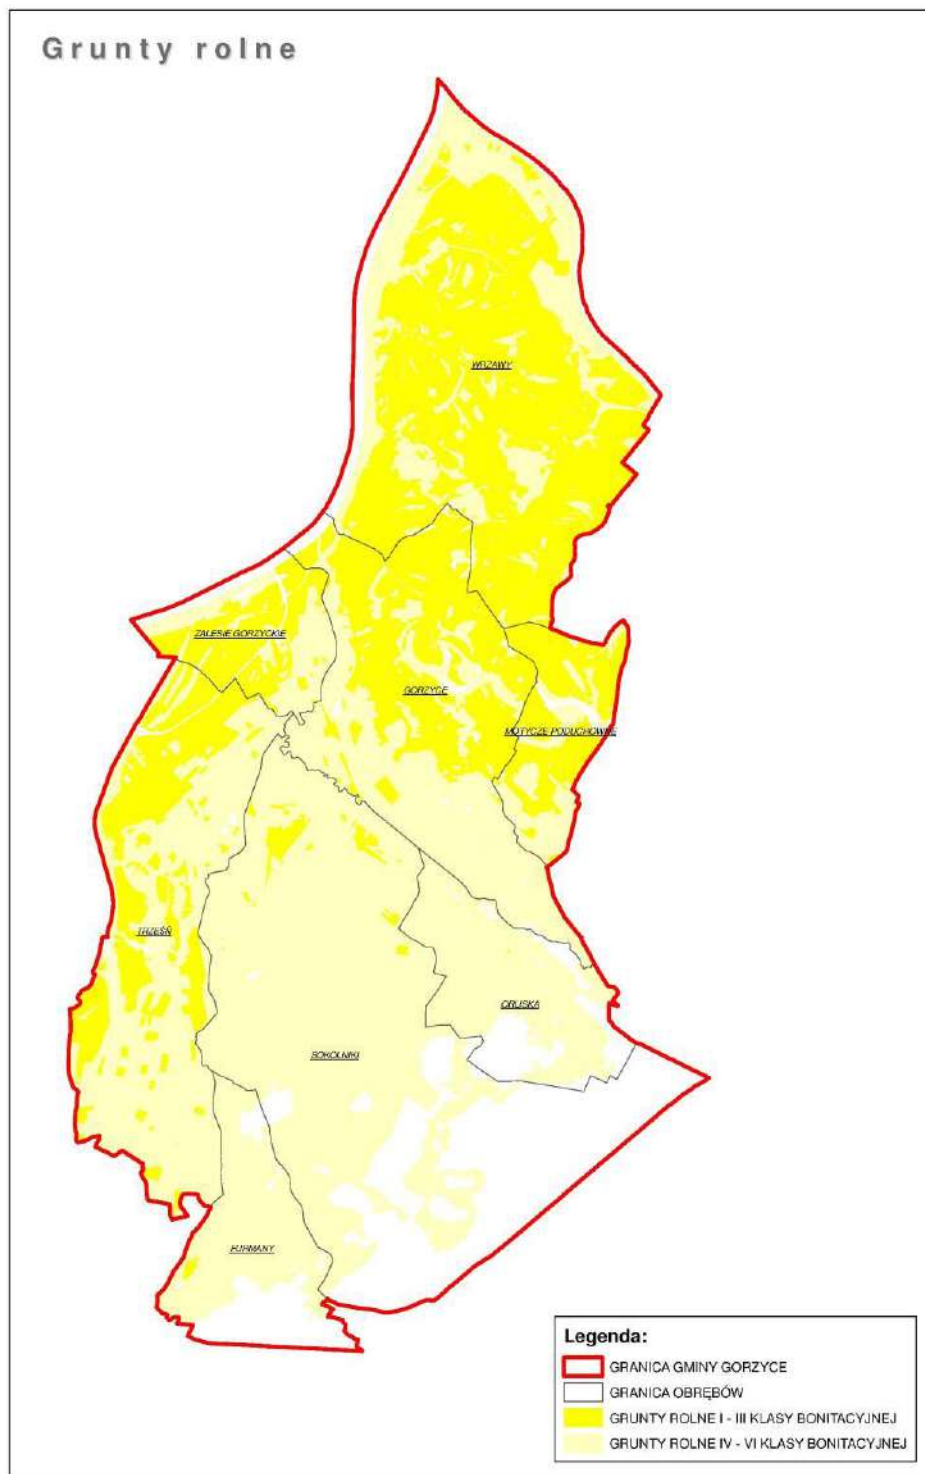 Grunty rolne
WRZAWY
ZALESIE GORZYCKIE
GORZYCE
MOTYCZE PODUCHOWNE
TRZEŚŃ
ORLISKA
SOKOLNIKI
FURMANY
Legenda:
GRANICA GMINY GORZYCE
GRANICA OBRĘBÓW
GRUNTY ROLNE I - III KLASY BONITACYJNEJ
GRUNTY ROLNE IV - VI KLASY BONITACYJNEJ